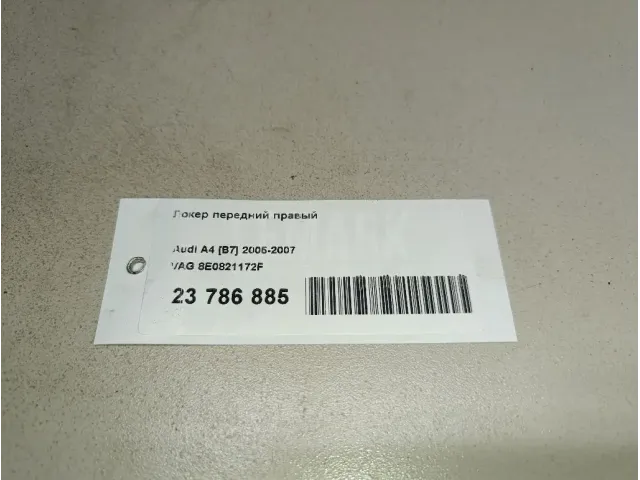 Локер передний правый
Audi A4 [B7] 2005-2007
VAG 8E0821172F
23 786 885